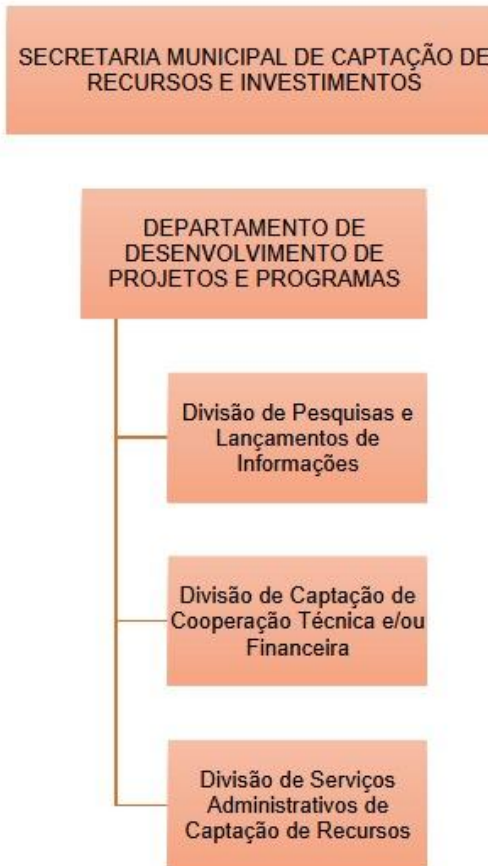 SECRETARIA MUNICIPAL DE CAPTAÇÃO DE
RECURSOS E INVESTIMENTOS
DEPARTAMENTO DE
DESENVOLVIMENTO DE
PROJETOS E PROGRAMAS
Divisão de Pesquisas e
Lançamentos de
Informações
Divisão de Captação de
Cooperação Técnica e/ou
Financeira
Divisão de Serviços
Administrativos de
Captação de Recursos